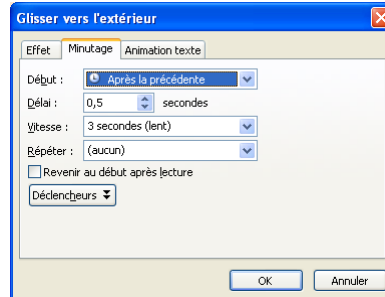 Glisser vers l'extérieur
Effet Minutage Animation texte
Début : Après la précédente
Délai : 0,5 secondes
Vitesse : 3 secondes (lent)
Répéter : (aucun)
Revenir au début après lecture
Déclencheurs
OK Annuler